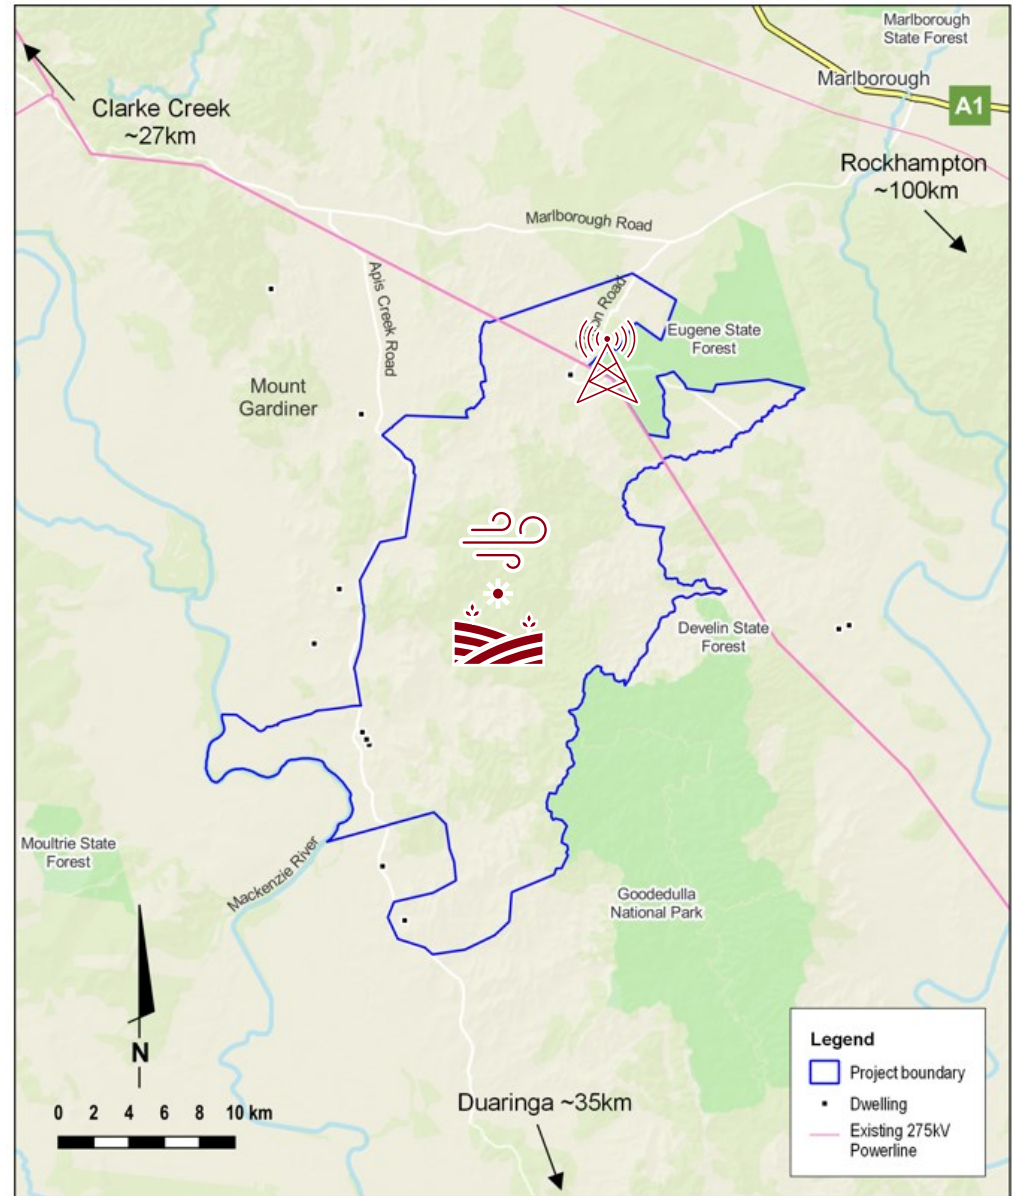 Marlborough
State Forest
Marlborough
A1
Clarke Creek
~27km
Rockhampton
~100km
Marlborough Road
Apis Creek Road
on Road
Eugene State
Forest
Mount
Gardiner
Develin State
Forest
Moultrie State
Forest
Mackenzie River
Goodedulla
National Park
N
0 2 4 6 8 10 km
Duaringa ~35km
Legend
Project boundary
Dwelling
Existing 275kV
Powerline